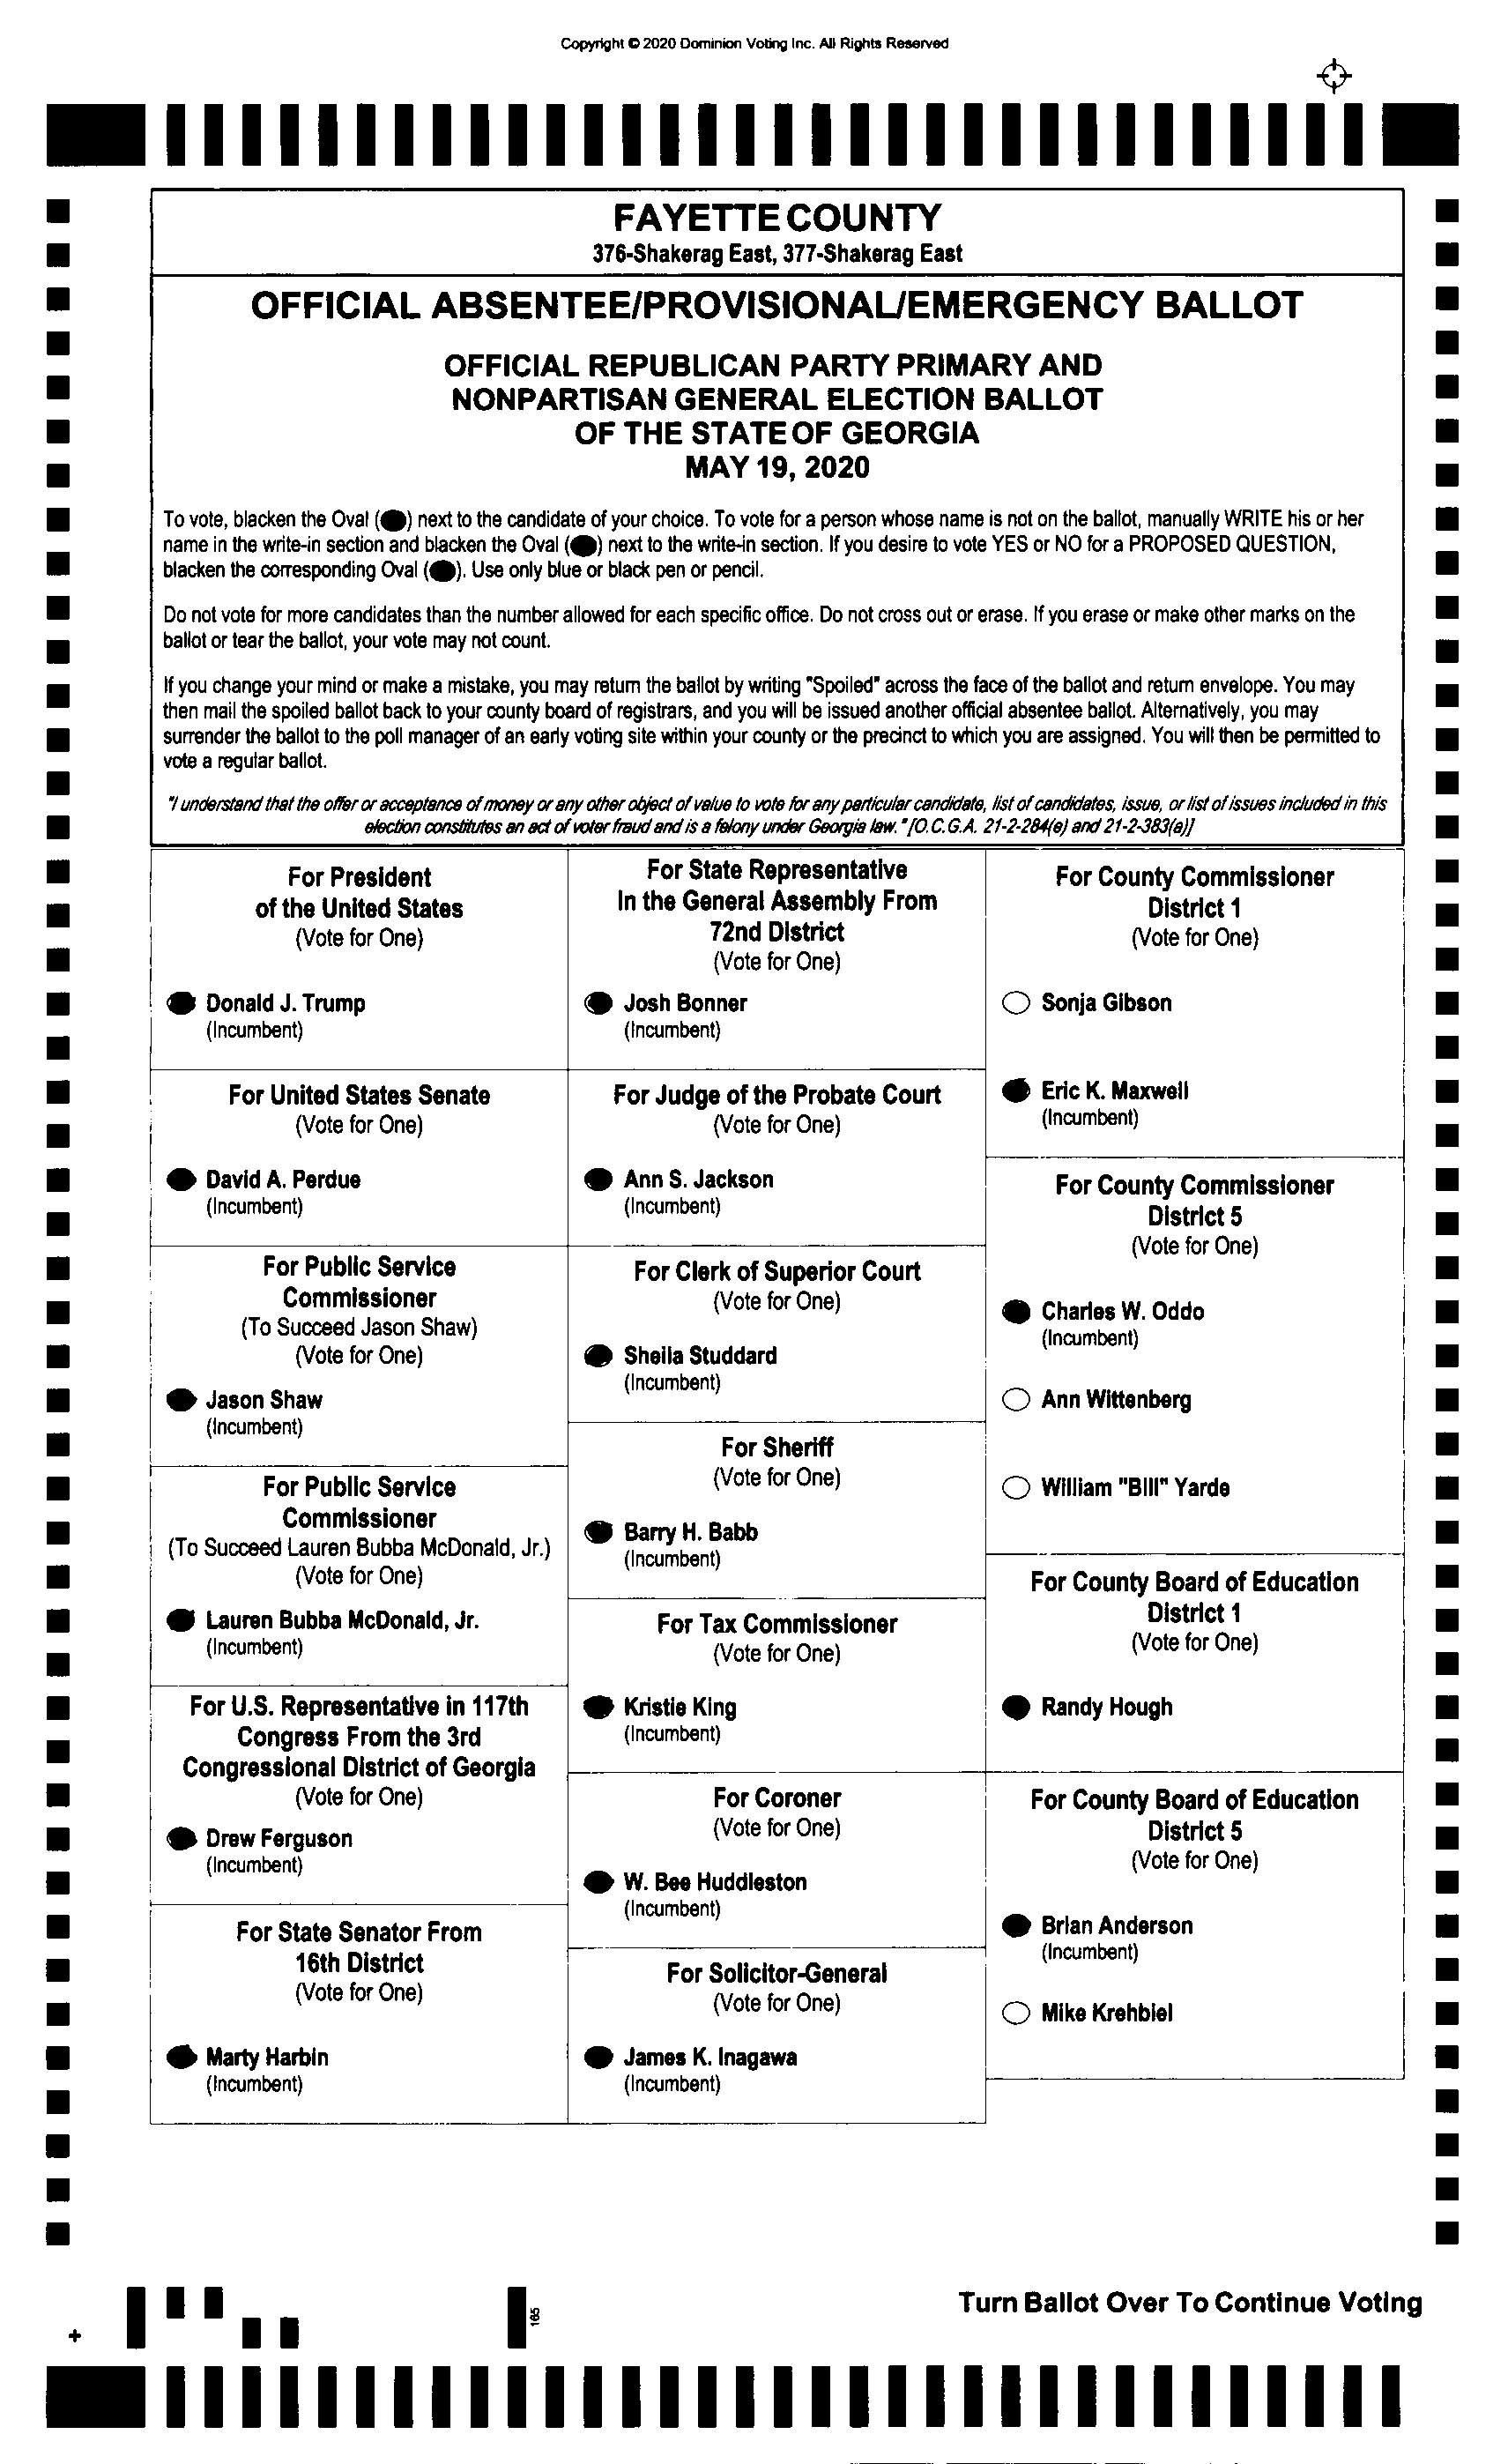 Copyright © 2020 Dominion Voting Inc. All Rights Reserved
FAYETTE COUNTY
376-Shakerag East, 377-Shakerag East
OFFICIAL ABSENTEE/PROVISIONAL/EMERGENCY BALLOT
OFFICIAL REPUBLICAN PARTY PRIMARY AND
NONPARTISAN GENERAL ELECTION BALLOT
OF THE STATE OF GEORGIA
MAY 19, 2020
To vote, blacken the Oval (●) next to the candidate of your choice. To vote for a person whose name is not on the ballot, manually WRITE his or her
name in the write-in section and blacken the Oval (●) next to the write-in section. If you desire to vote YES or NO for a PROPOSED QUESTION,
blacken the corresponding Oval (●). Use only blue or black pen or pencil.
Do not vote for more candidates than the number allowed for each specific office. Do not cross out or erase. If you erase or make other marks on the
ballot or tear the ballot, your vote may not count.
If you change your mind or make a mistake, you may return the ballot by writing "Spoiled" across the face of the ballot and return envelope. You may
then mail the spoiled ballot back to your county board of registrars, and you will be issued another official absentee ballot. Alternatively, you may
surrender the ballot to the poll manager of an early voting site within your county or the precinct to which you are assigned. You will then be permitted to
vote a regular ballot.
"I understand that the offer or acceptance of money or any other object of value to vote for any particular candidate, list of candidates, issue, or list of issues included in this
election constitutes an act of voter fraud and is a felony under Georgia law." [O.C.G.A. 21-2-284(e) and 21-2-383(a)]
For President
of the United States
(Vote for One)
Donald J. Trump
(Incumbent)
For United States Senate
(Vote for One)
David A. Perdue
(Incumbent)
For Public Service
Commissioner
(To Succeed Jason Shaw)
(Vote for One)
Jason Shaw
(Incumbent)
For Public Service
Commissioner
(To Succeed Lauren Bubba McDonald, Jr.)
(Vote for One)
Lauren Bubba McDonald, Jr.
(Incumbent)
For U.S. Representative in 117th
Congress From the 3rd
Congressional District of Georgia
(Vote for One)
Drew Ferguson
(Incumbent)
For State Senator From
16th District
(Vote for One)
Marty Harbin
(Incumbent)
For State Representative
In the General Assembly From
72nd District
(Vote for One)
Josh Bonner
(Incumbent)
For Judge of the Probate Court
(Vote for One)
Ann S. Jackson
(Incumbent)
For Clerk of Superior Court
(Vote for One)
Sheila Studdard
(Incumbent)
For Sheriff
(Vote for One)
Barry H. Babb
(Incumbent)
For Tax Commissioner
(Vote for One)
Kristie King
(Incumbent)
For Coroner
(Vote for One)
W. Bee Huddleston
(Incumbent)
For Solicitor-General
(Vote for One)
James K. Inagawa
(Incumbent)
For County Commissioner
District 1
(Vote for One)
Sonja Gibson
Eric K. Maxwell
(Incumbent)
For County Commissioner
District 5
(Vote for One)
Charles W. Oddo
(Incumbent)
Ann Wittenberg
William "Bill" Yarde
For County Board of Education
District 1
(Vote for One)
Randy Hough
For County Board of Education
District 5
(Vote for One)
Brian Anderson
(Incumbent)
Mike Krehbiel
Turn Ballot Over To Continue Voting
165
+